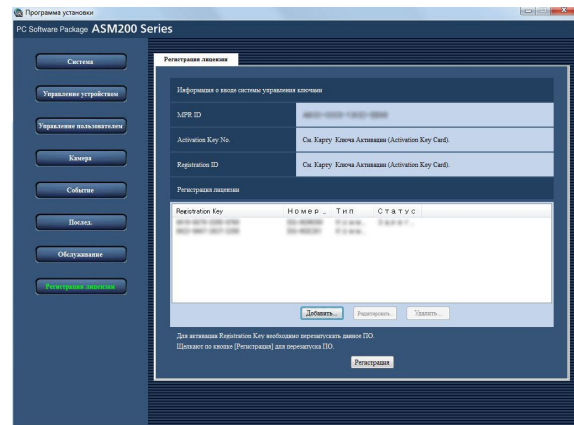 Программа установки
PC Software Package ASM200 Series
Система
Управление устройством
Управление пользователем
Камера
Событие
Послед.
Обслуживание
Регистрация лицензии
Регистрация лицензии
Информация о вводе системы управления ключами
MPR ID
Activation Key No.
См. Карту Ключа Активации (Activation Key Card).
Registration ID
См. Карту Ключа Активации (Activation Key Card).
Регистрация лицензии
Registration Key Номер... Тип Статус
Добавить... Редактировать. Удалить...
Для активации Registration Key необходимо перезапускать данное ПО.
Щелкают по кнопке [Регистрация] для перезапуска ПО.
Регистрация